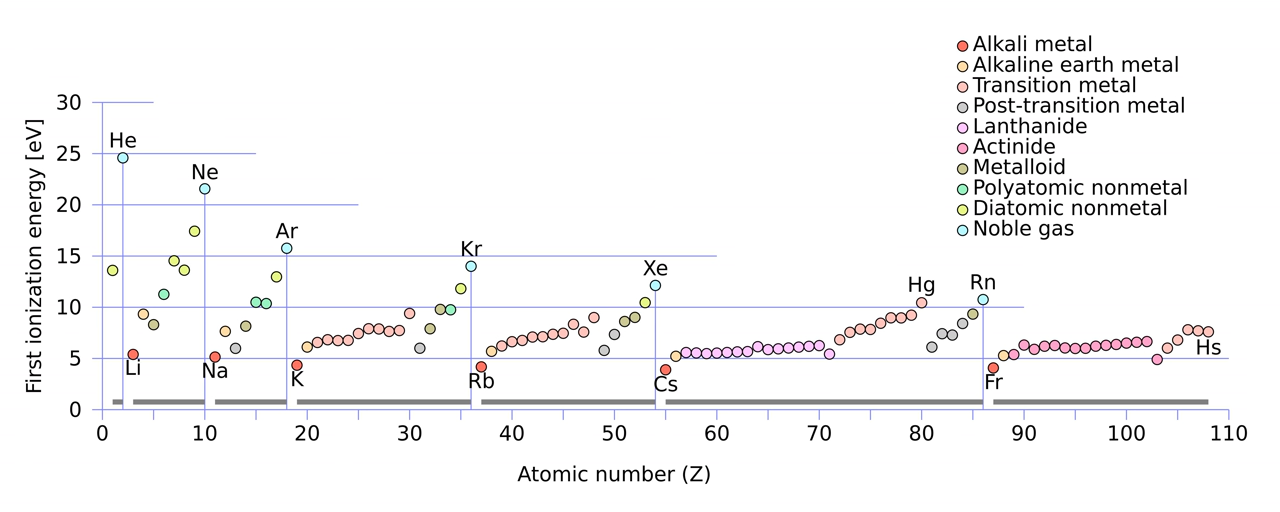 Alkali metal
Alkaline earth metal
Transition metal
Post-transition metal
Lanthanide
Actinide
Metalloid
Polyatomic nonmetal
Diatomic nonmetal
Noble gas
First ionization energy [eV]
30
25
20
15
10
5
0
He
Ne
Ar
Kr
Xe
Hg
Rn
Li
Na
K
Rb
Cs
Fr
Hs
0 10 20 30 40 50 60 70 80 90 100 110
Atomic number (Z)